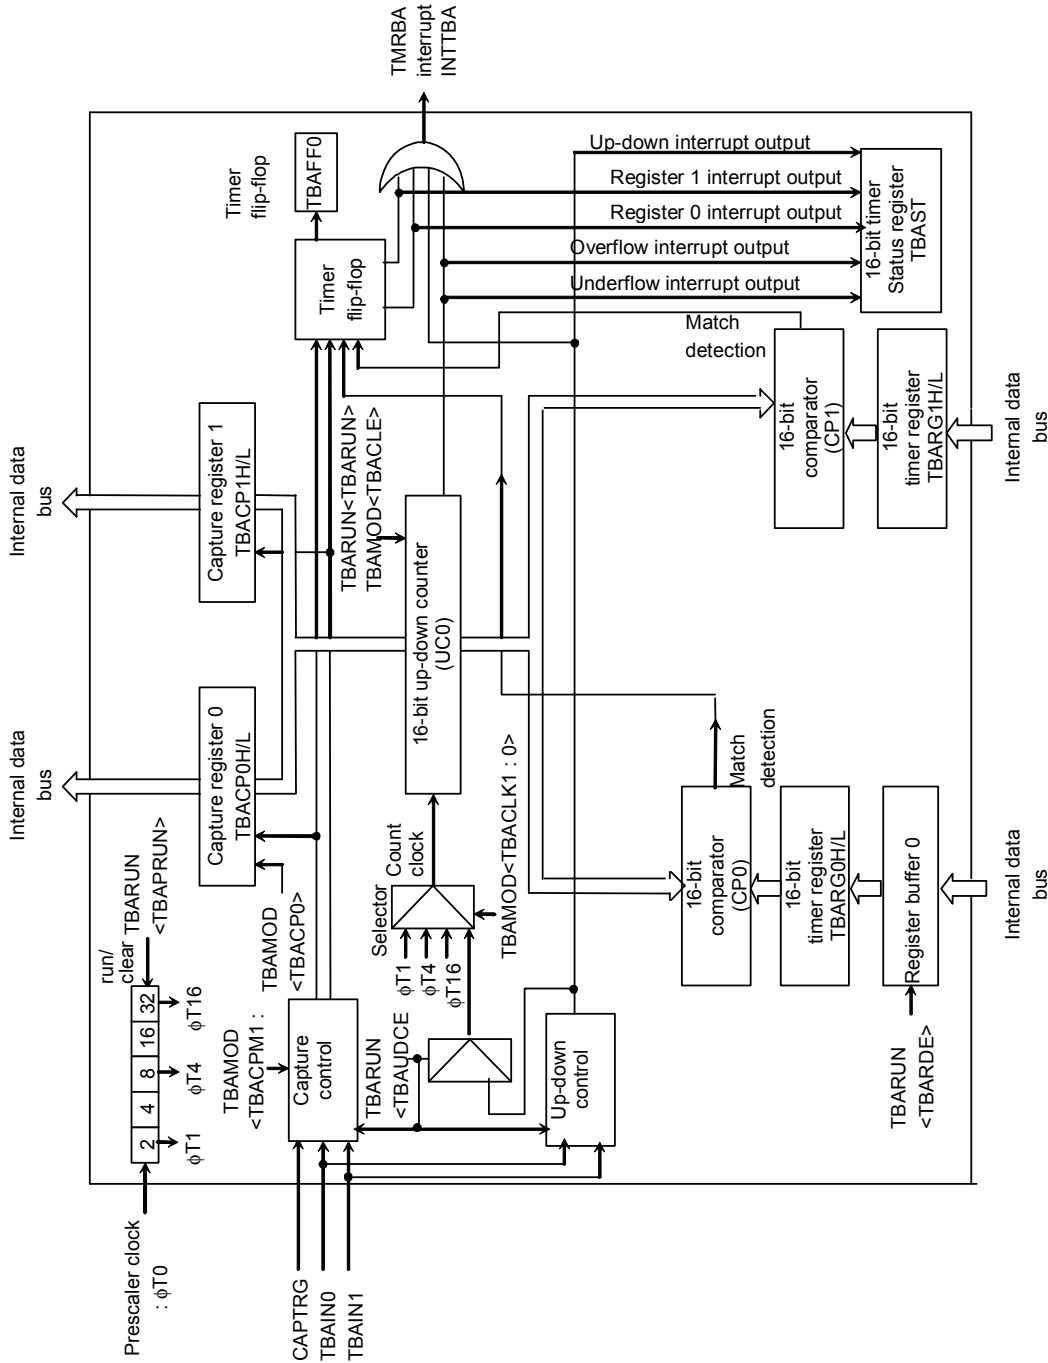 Prescaler clock
: ϕT0
run/
clear
TBARUN
<TBAPRUN>
2
4
8
16
32
ϕT1
ϕT4
ϕT16
Internal data
bus
Internal data
bus
Capture register 0
TBACP0H/L
Capture register 1
TBACP1H/L
TBAMOD
<TBACP0>
TBAMOD
<TBACPM1 :
Capture
control
CAPTRG
TBAIN0
TBAIN1
TBARUN
<TBAUDCE
Up-down
control
Selector
ϕT1
ϕT4
ϕT16
Count
clock
TBAMOD<TBACLK1 : 0>
TBARUN<TBARUN>
TBAMOD<TBACLE>
16-bit up-down counter
(UC0)
Timer
flip-flop
Timer
flip-flop
TBAFF0
TMRBA
interrupt
INTTBA
Up-down interrupt output
Register 1 interrupt output
Register 0 interrupt output
Overflow interrupt output
Underflow interrupt output
16-bit timer
Status register
TBAST
Match
detection
16-bit
comparator
(CP0)
Match
detection
16-bit
comparator
(CP1)
16-bit
timer register
TBARG0H/L
16-bit
timer register
TBARG1H/L
Register buffer 0
TBARUN
<TBARDE>
Internal data
bus
Internal data
bus